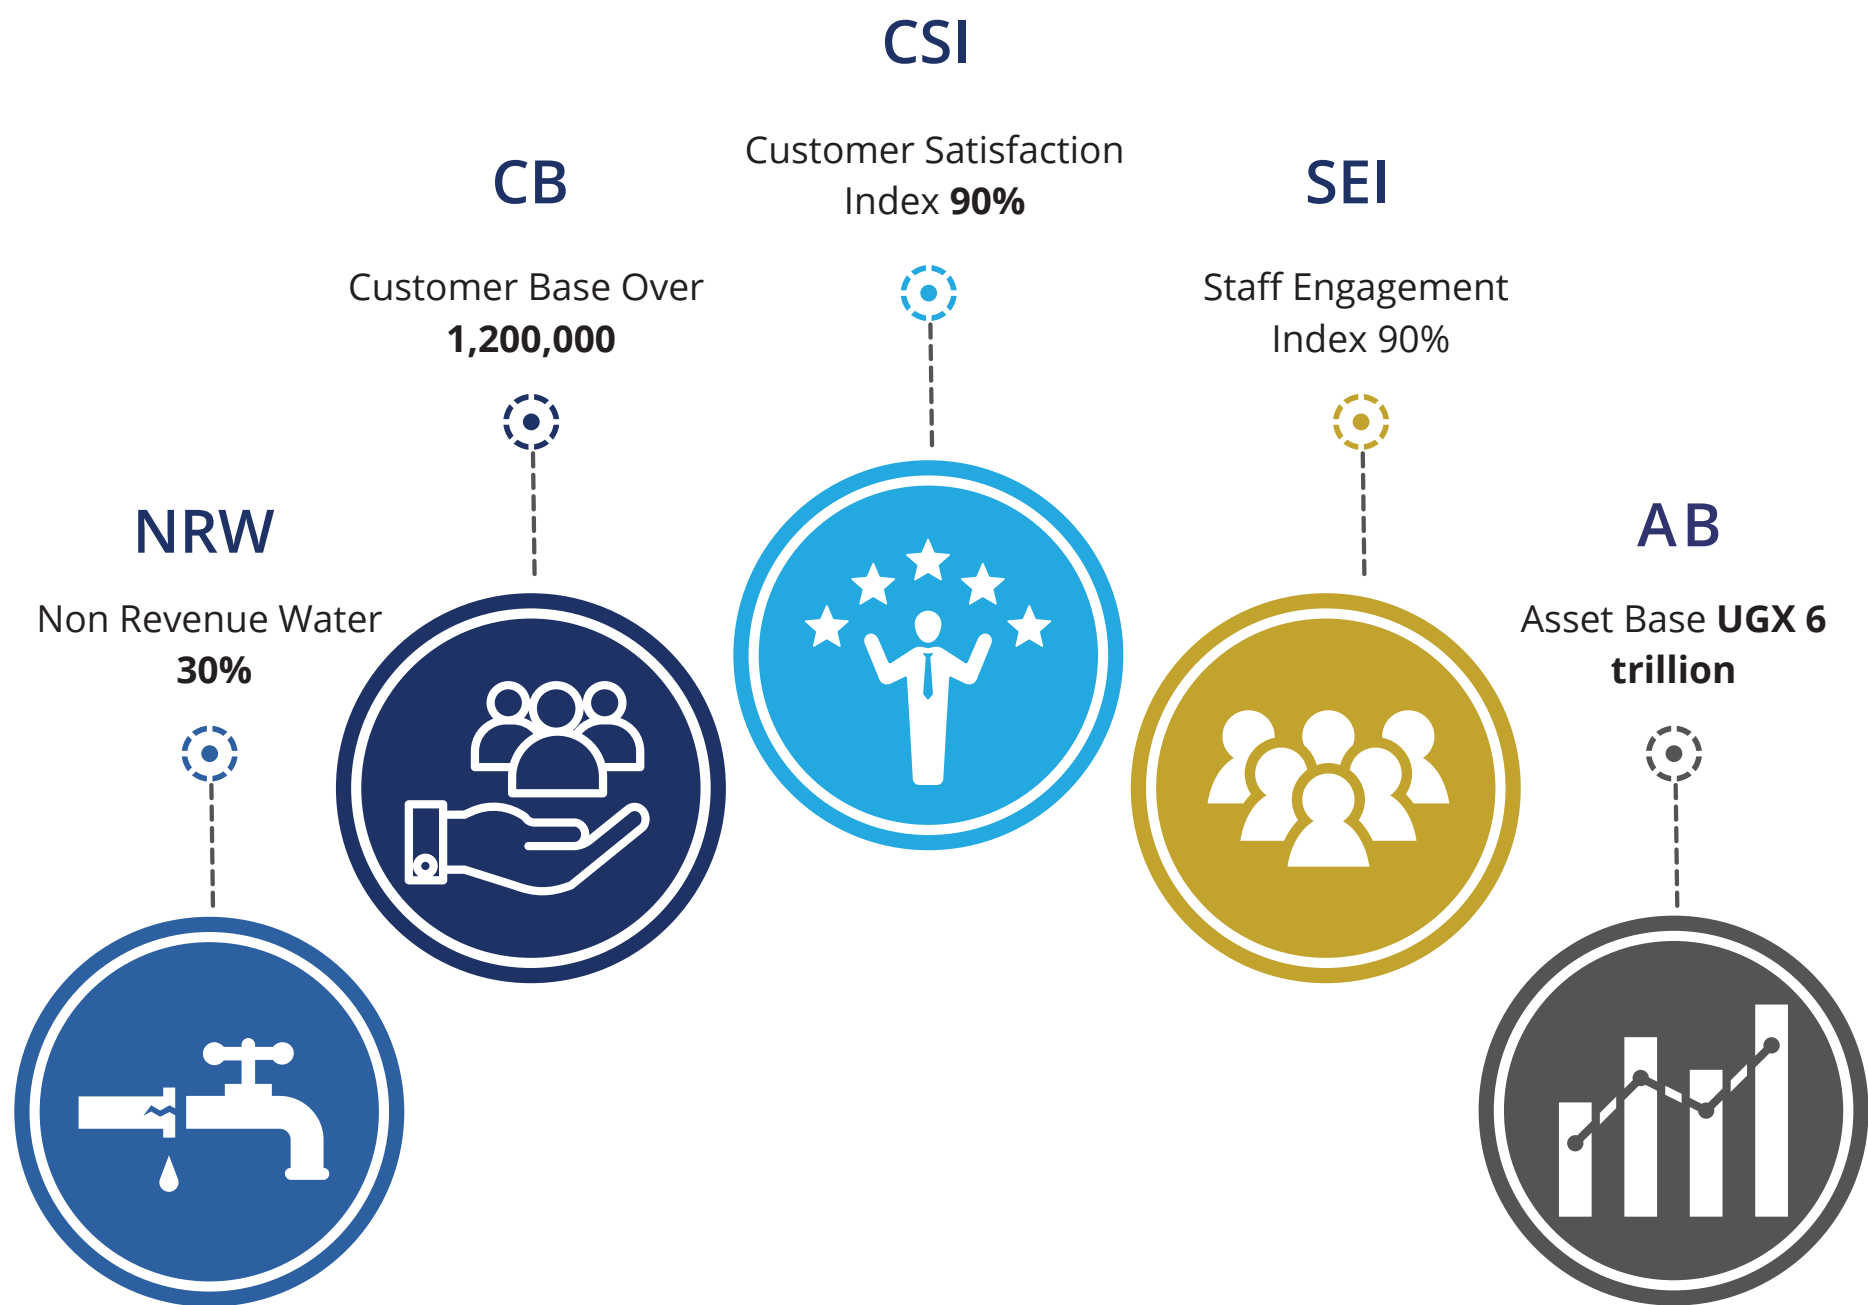 NRW
Non Revenue Water
30%
CB
Customer Base Over
1,200,000
CSI
Customer Satisfaction
Index 90%
SEI
Staff Engagement
Index 90%
AB
Asset Base UGX 6
trillion